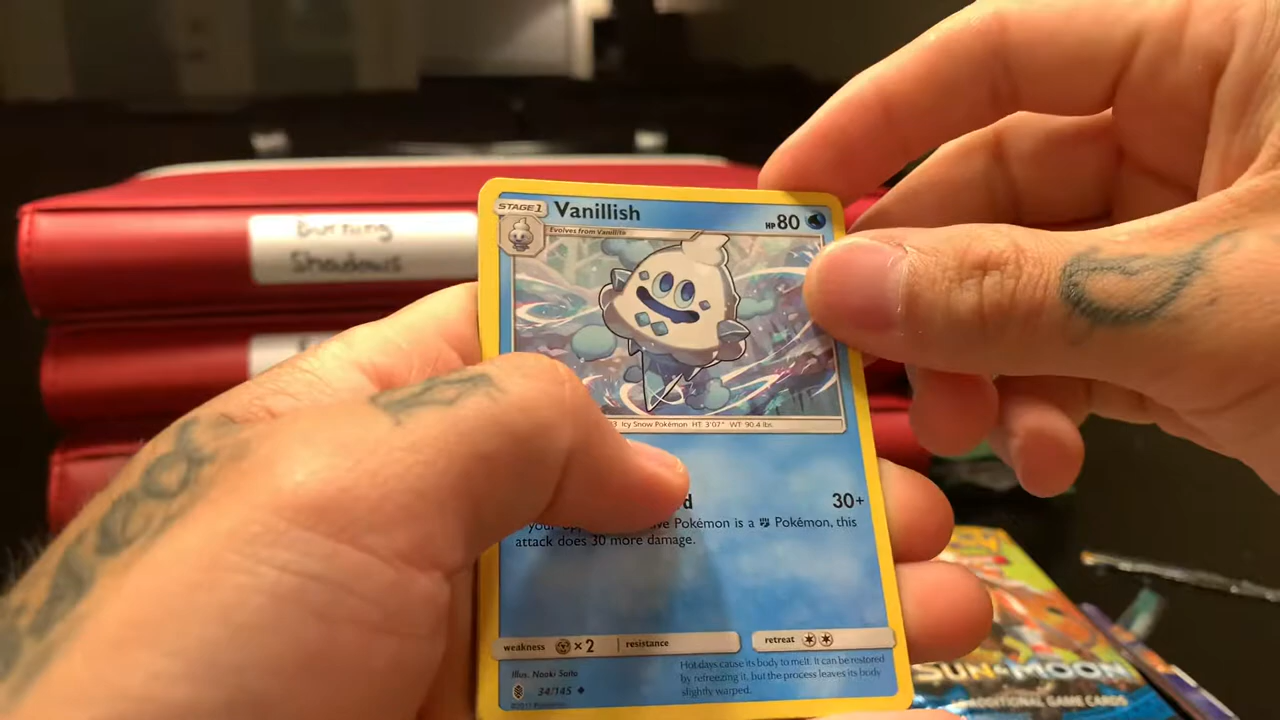 Burning
Shadows
STAGE 1
Vanillish
HP 80
Evolves from Vanillite
Icy Snow Pokémon HT: 3'07" WT: 90.4 lbs.
30+
Pokémon is a Pokémon, this
attack does 30 more damage.
weakness ×2 resistance
retreat
Illus. Naoki Saito
34/145
Hot days cause its body to melt. It can be restored
by refreezing it, but the process leaves its body
slightly warped.
SUN & MOON
ADDITIONAL GAME CARDS